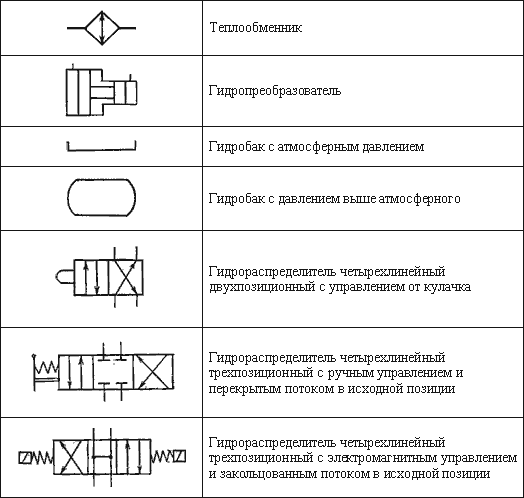 Теплообменник
Гидропреобразователь
Гидробак с атмосферным давлением
Гидробак с давлением выше атмосферного
Гидрораспределитель четырехлинейный
двухпозиционный с управлением от кулачка
Гидрораспределитель четырехлинейный
трехпозиционный с ручным управлением и
перекрытым потоком в исходной позиции
Гидрораспределитель четырехлинейный
трехпозиционный с электромагнитным управлением
и закольцованным потоком в исходной позиции